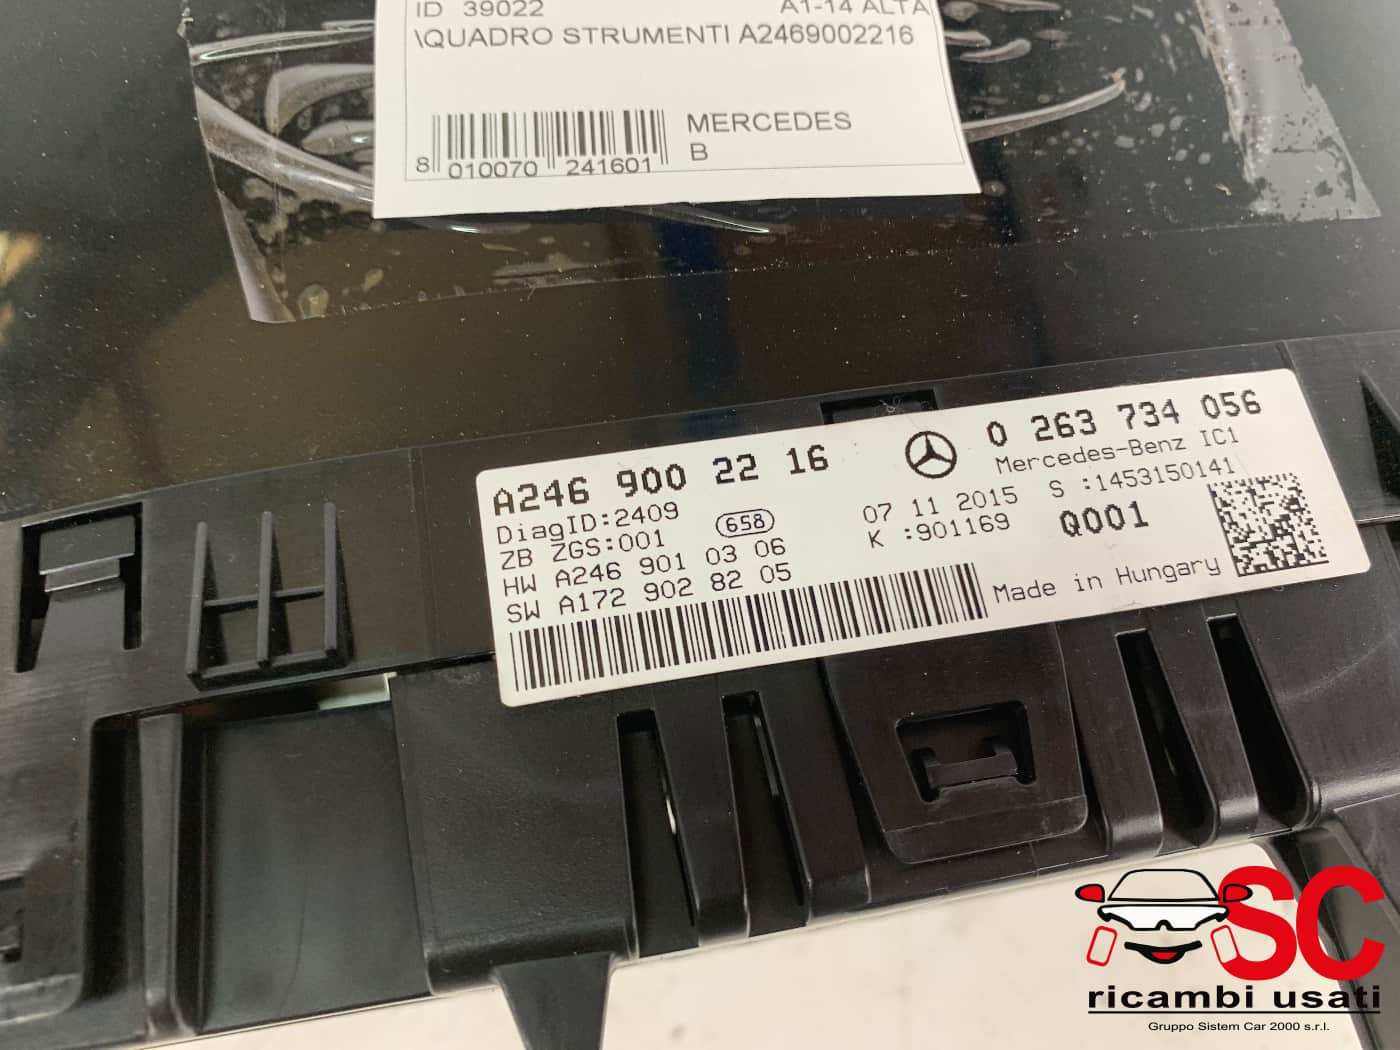 ID 39022 A1-14 ALTA
\QUADRO STRUMENTI A2469002216
MERCEDES
B
8 010070 241601
A246 900 22 16
0 263 734 056
Mercedes-Benz IC1
DiagID:2409
658
07 11 2015
S :1453150141
ZB ZGS:001
K :901169
Q001
HW A246 901 03 06
SW A172 902 82 05
Made in Hungary
SC
ricambi usati
Gruppo Sistem Car 2000 s.r.l.